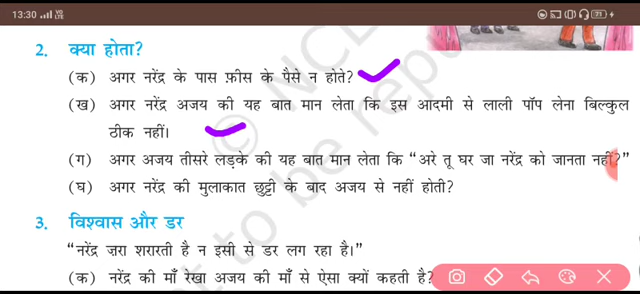 13:30
2. क्या होता?
(क) अगर नरेंद्र के पास फ़ीस के पैसे न होते?
(ख) अगर नरेंद्र अजय की यह बात मान लेता कि इस आदमी से लाली पॉप लेना बिल्कुल
ठीक नहीं।
(ग) अगर अजय तीसरे लड़के की यह बात मान लेता कि “अरे तू घर जा नरेंद्र को जानता नहीं?”
(घ) अगर नरेंद्र की मुलाकात छुट्टी के बाद अजय से नहीं होती?
3. विश्वास और डर
“नरेंद्र ज़रा शरारती है न इसी से डर लग रहा है।”
(क) नरेंद्र की माँ रेखा अजय की माँ से ऐसा क्यों कहती है?